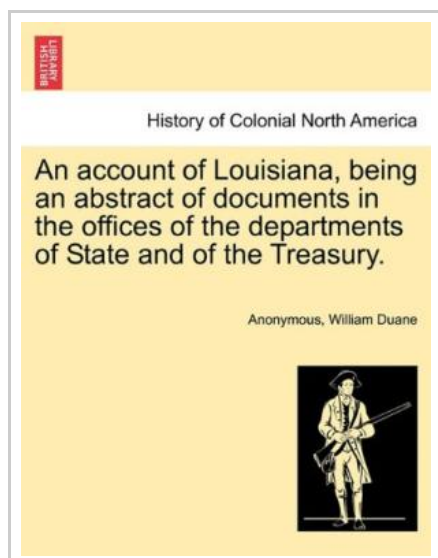 BRITISH
LIBRARY
History of Colonial North America
An account of Louisiana, being
an abstract of documents in
the offices of the departments
of State and of the Treasury.
Anonymous, William Duane